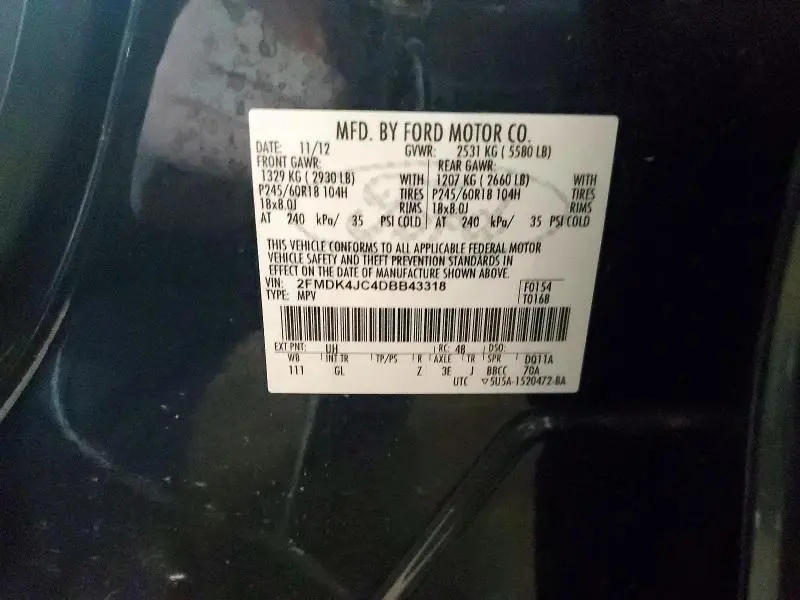 MFD. BY FORD MOTOR CO.
DATE: 11/12 GVWR: 2531 KG ( 5580 LB)
FRONT GAWR: REAR GAWR:
1329 KG ( 2930 LB) WITH 1207 KG ( 2660 LB) WITH
P245/60R18 104H TIRES P245/60R18 104H TIRES
18x8.0J RIMS 18x8.0J RIMS
AT 240 kPa/ 35 PSI COLD AT 240 kPa/ 35 PSI COLD
THIS VEHICLE CONFORMS TO ALL APPLICABLE FEDERAL MOTOR
VEHICLE SAFETY AND THEFT PREVENTION STANDARDS IN
EFFECT ON THE DATE OF MANUFACTURE SHOWN ABOVE.
VIN: 2FMDK4JC4DBB43318 F0154
TYPE: MPV T0168
EXT PNT: UH RC: 48 DSO:
WB INT TR TP/PS R AXLE TR SPR DQ11A
111 GL Z 3E J BBCC 70A
UTC ▽5U5A-1520472-BA